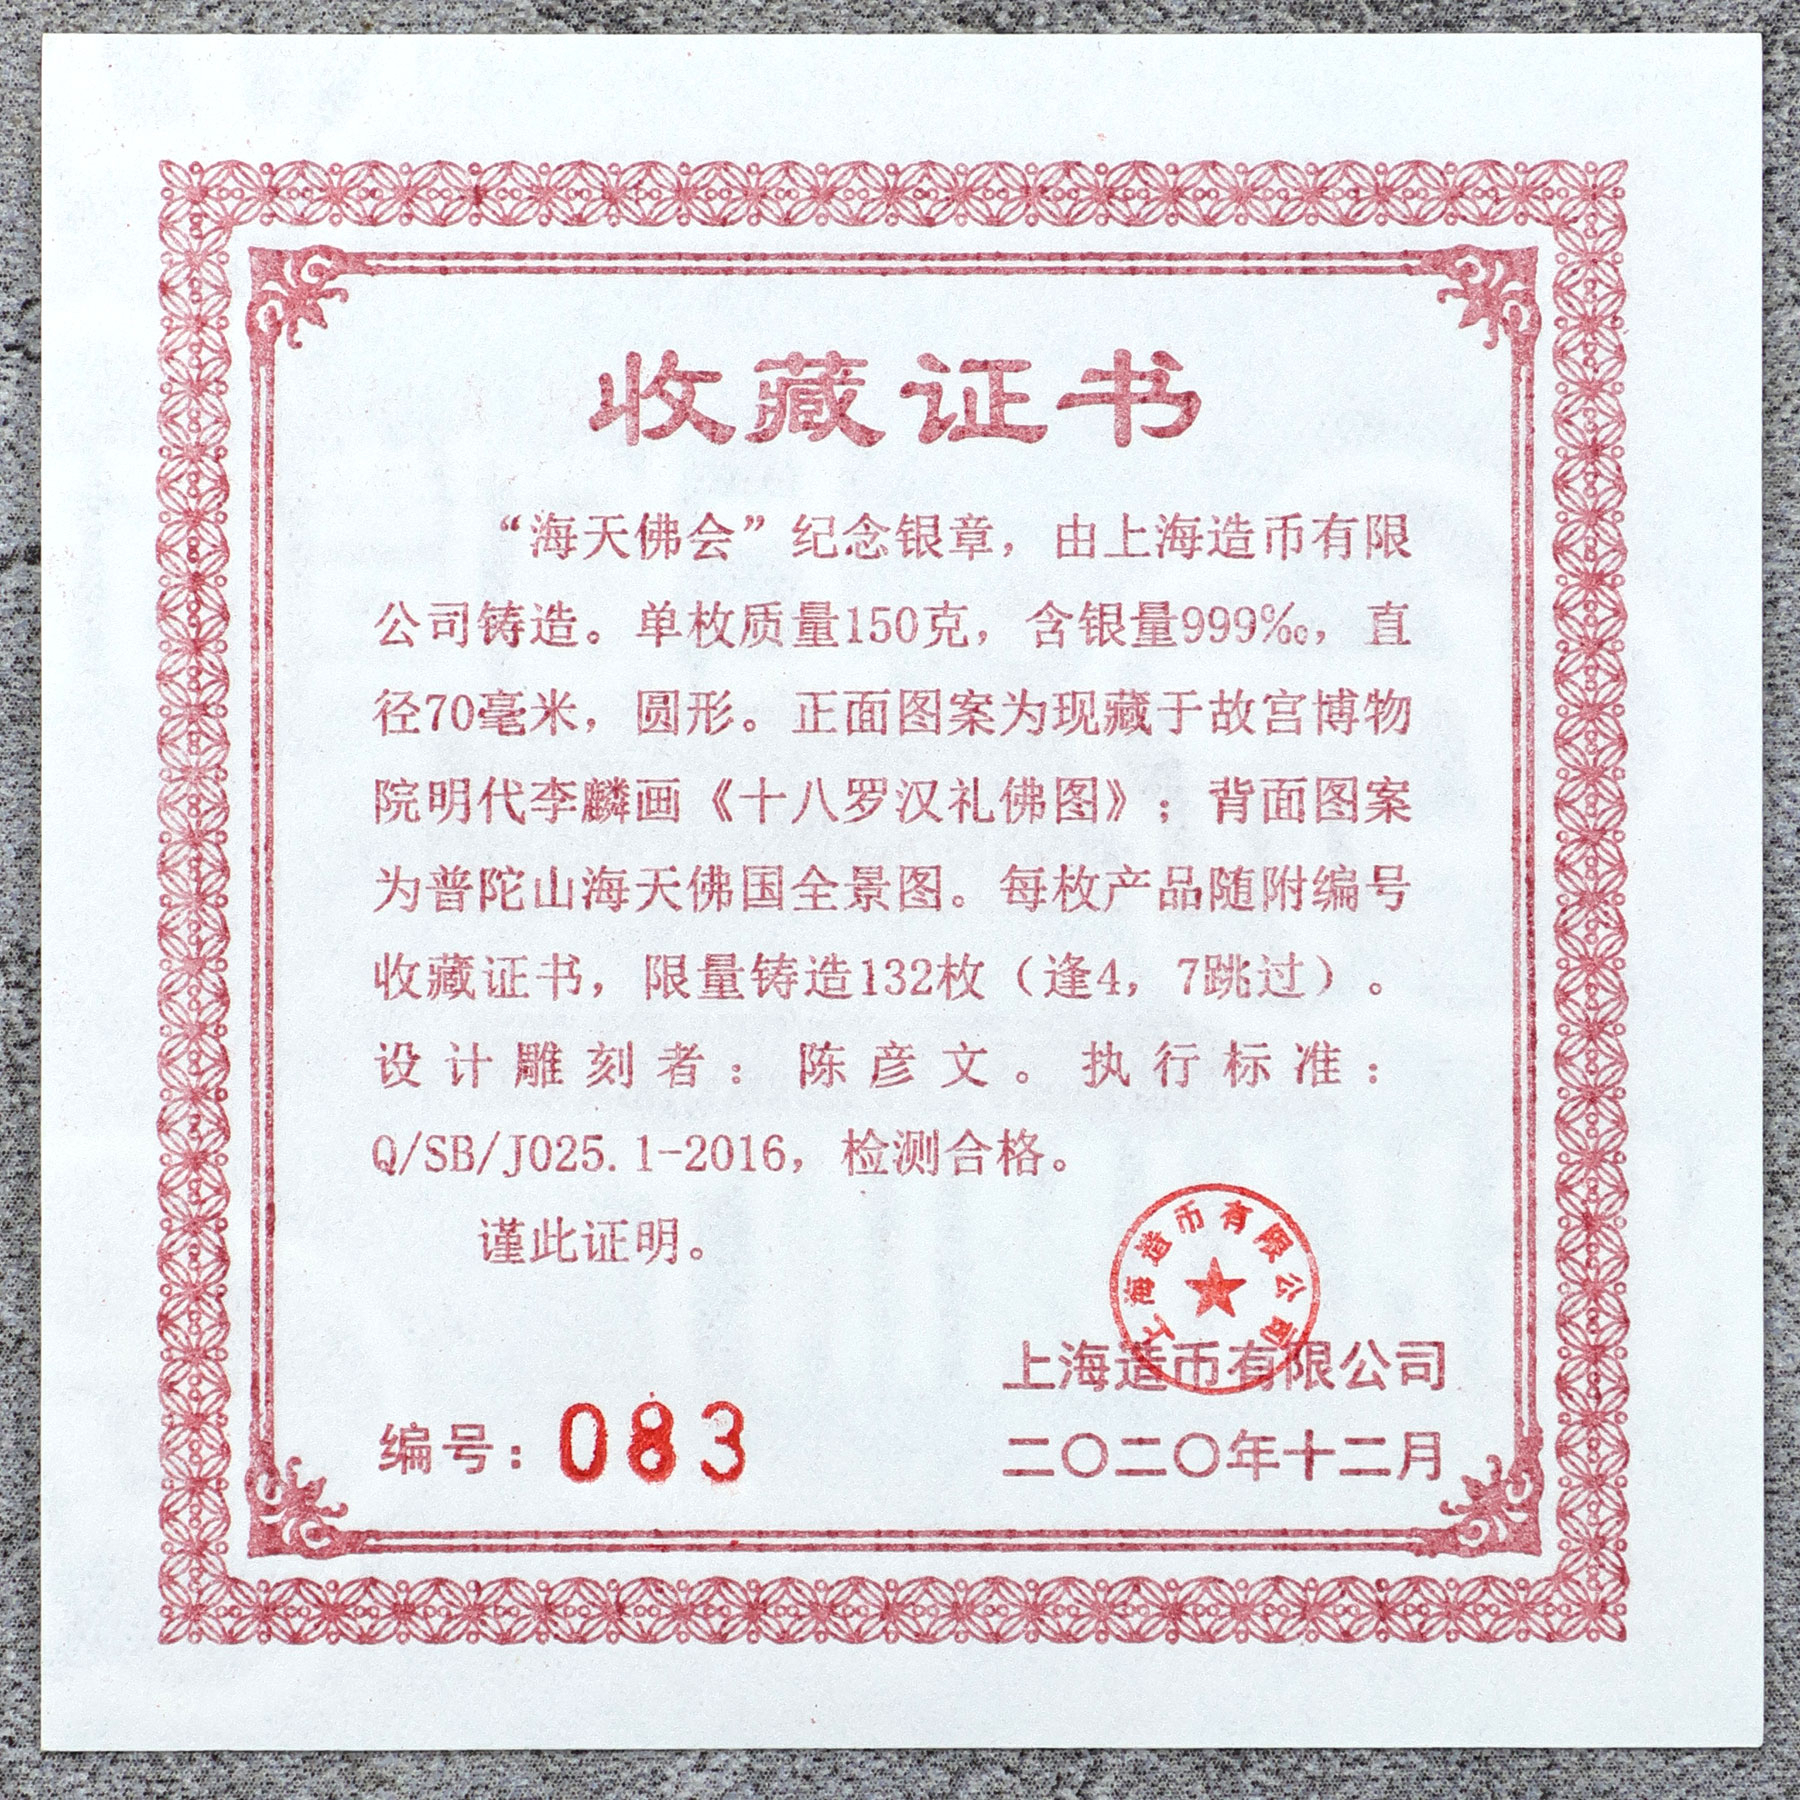 收藏证书
“海天佛会”纪念银章，由上海造币有限
公司铸造。单枚质量150克，含银量999‰，直
径70毫米，圆形。正面图案为现藏于故宫博物
院明代李麟画《十八罗汉礼佛图》；背面图案
为普陀山海天佛国全景图。每枚产品随附编号
收藏证书，限量铸造132枚（逢4，7跳过）。
设计雕刻者：陈彦文。执行标准：
Q/SB/J025.1-2016，检测合格。
谨此证明。
上海造币有限公司
上海造币有限公司
编号：083
二〇二〇年十二月